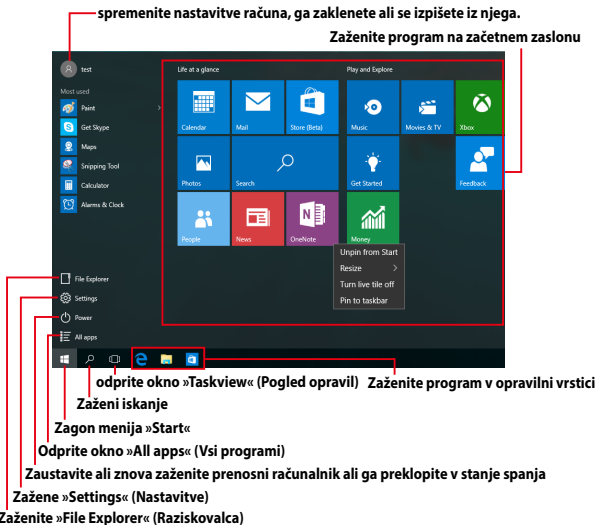 spremenite nastavitve računa, ga zaklenete ali se izpišete iz njega.
Zaženite program na začetnem zaslonu
test
Most used
Paint
Get Skype
Maps
Snipping Tool
Calculator
Alarms & Clock
File Explorer
Settings
Power
All apps
Life at a glance
Calendar
Mail
Store (Beta)
Photos
Search
People
News
OneNote
Play and Explore
Music
Movies & TV
Xbox
Get Started
Feedback
Money
Unpin from Start
Resize
Turn live tile off
Pin to taskbar
odprite okno »Taskview« (Pogled opravil)
Zaženite program v opravilni vrstici
Zaženi iskanje
Zagon menija »Start«
Odprite okno »All apps« (Vsi programi)
Zaustavite ali znova zaženite prenosni računalnik ali ga preklopite v stanje spanja
Zažene »Settings« (Nastavitve)
Zaženite »File Explorer« (Raziskovalca)